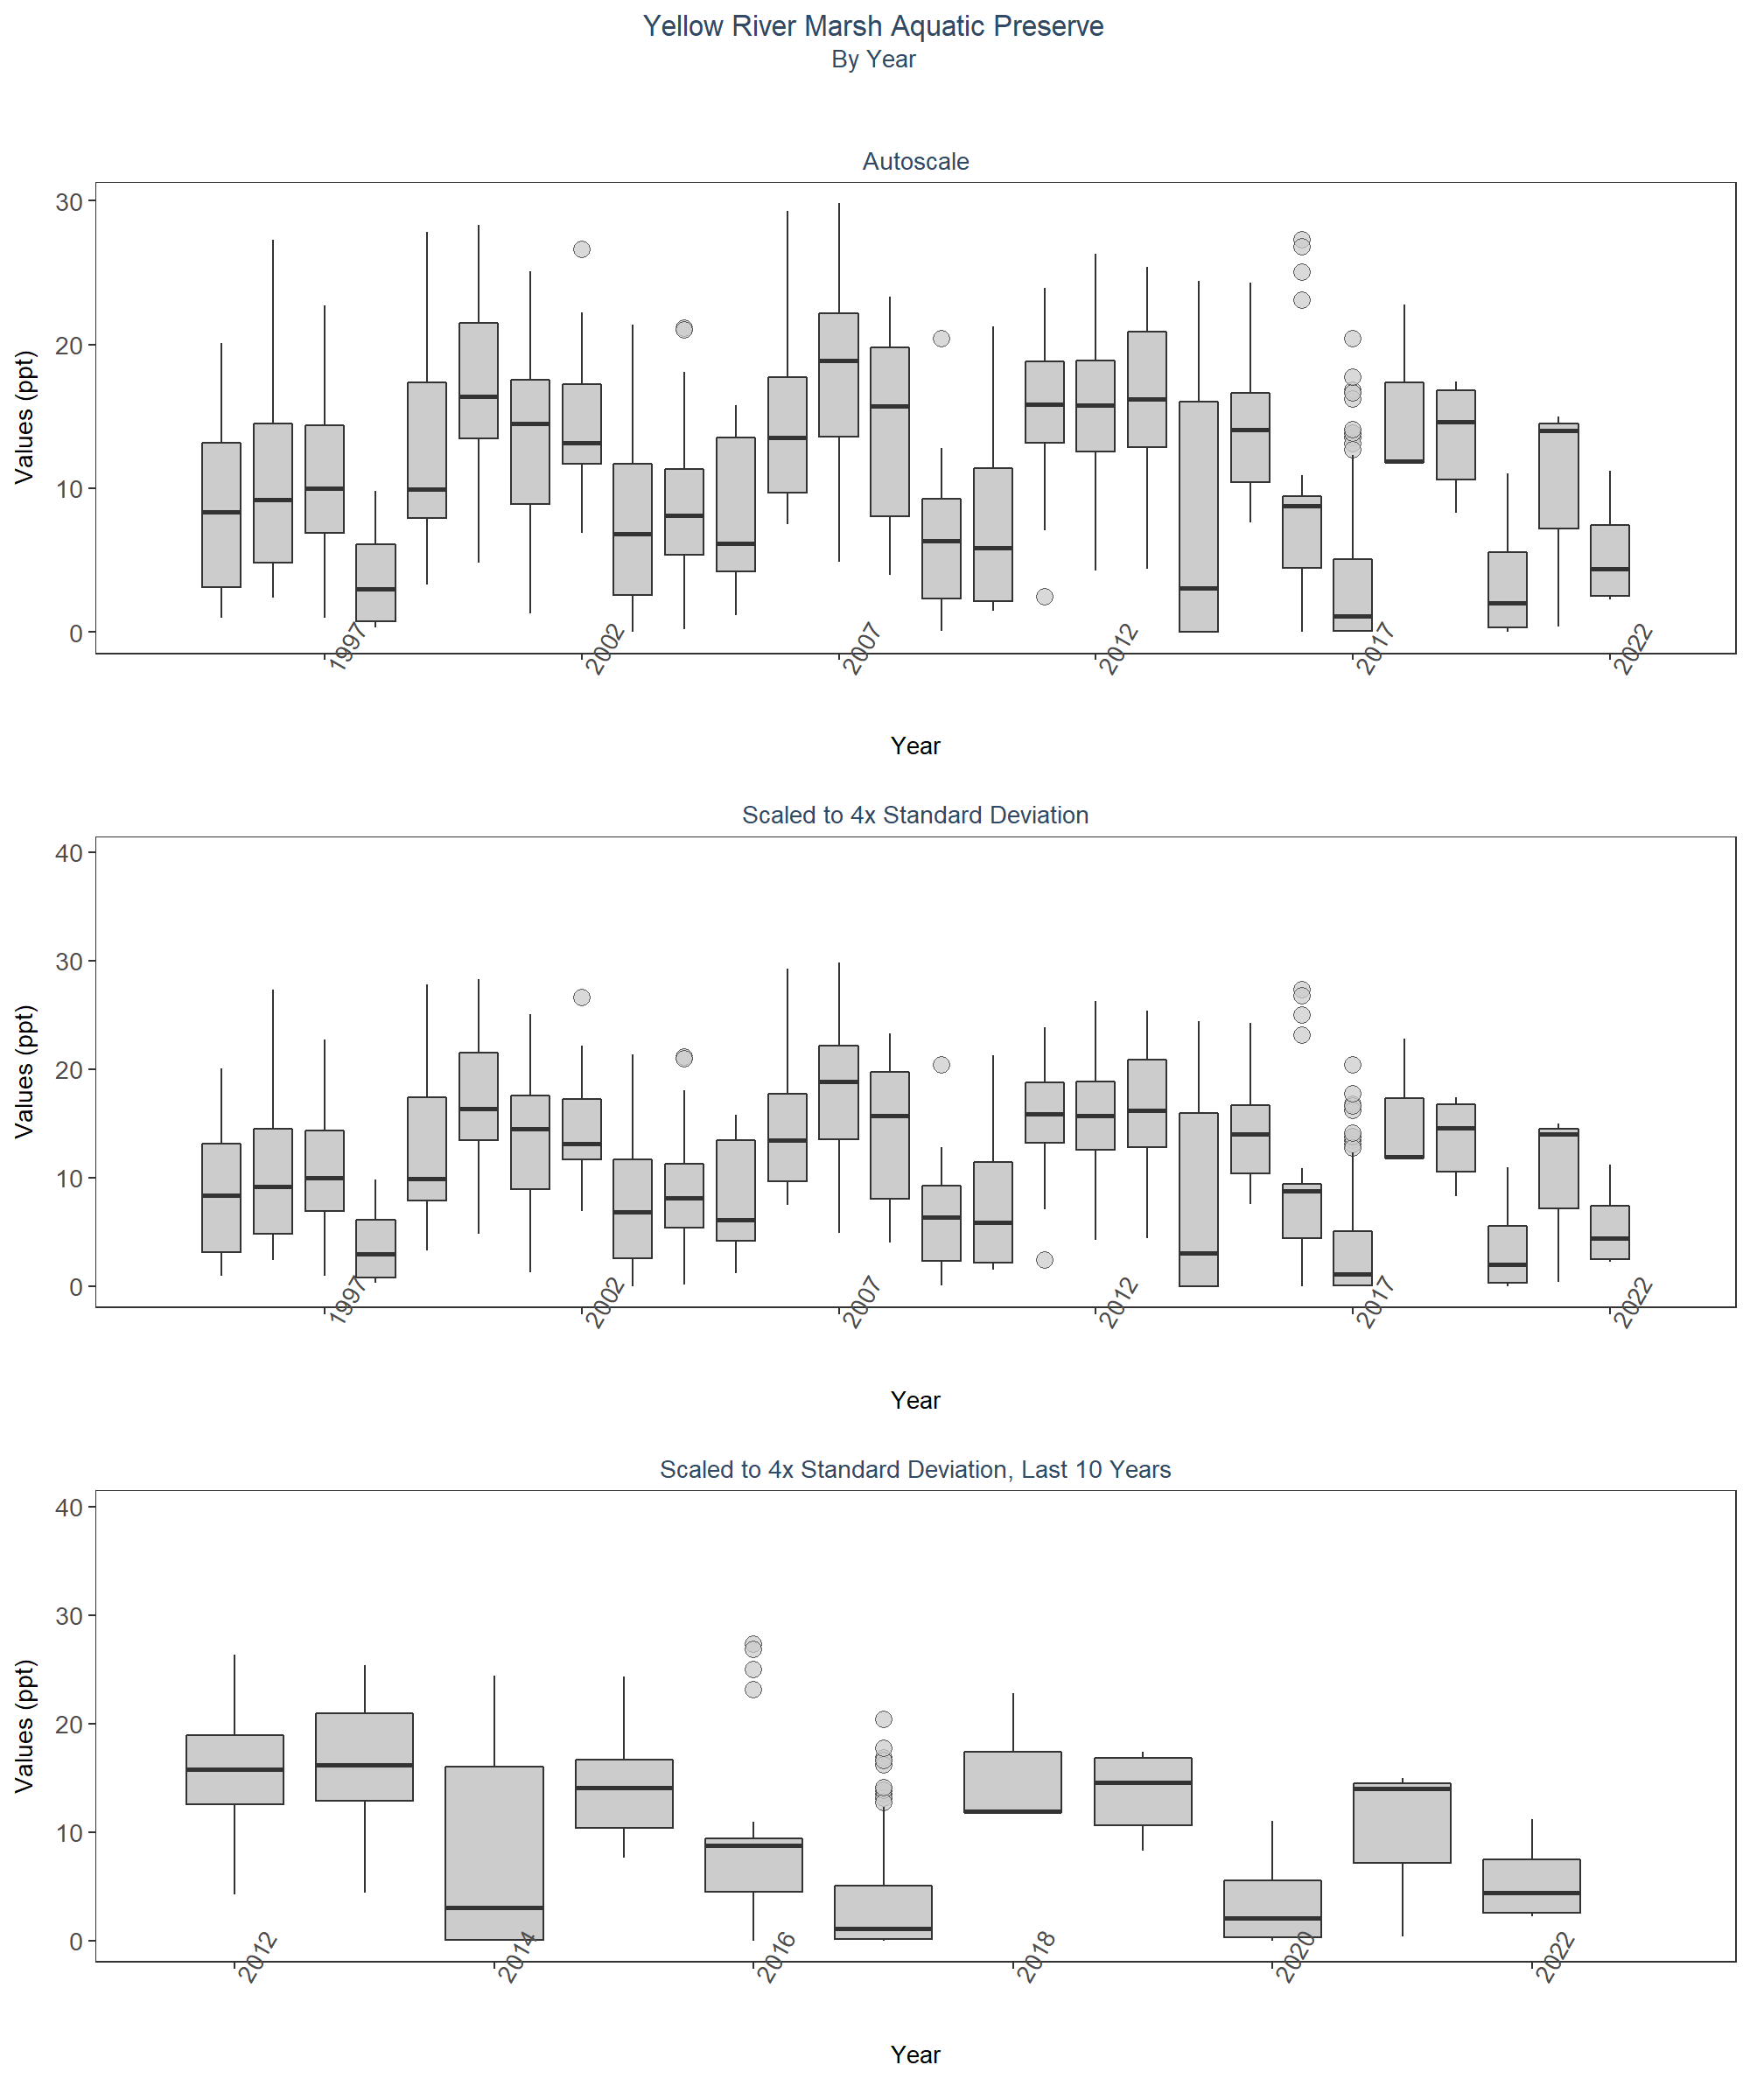 Yellow River Marsh Aquatic Preserve
By Year
Autoscale
Values (ppt)
30
20
10
0
1997
2002
2007
2012
2017
2022
Year
Scaled to 4x Standard Deviation
Values (ppt)
40
30
20
10
0
1997
2002
2007
2012
2017
2022
Year
Scaled to 4x Standard Deviation, Last 10 Years
Values (ppt)
40
30
20
10
0
2012
2014
2016
2018
2020
2022
Year